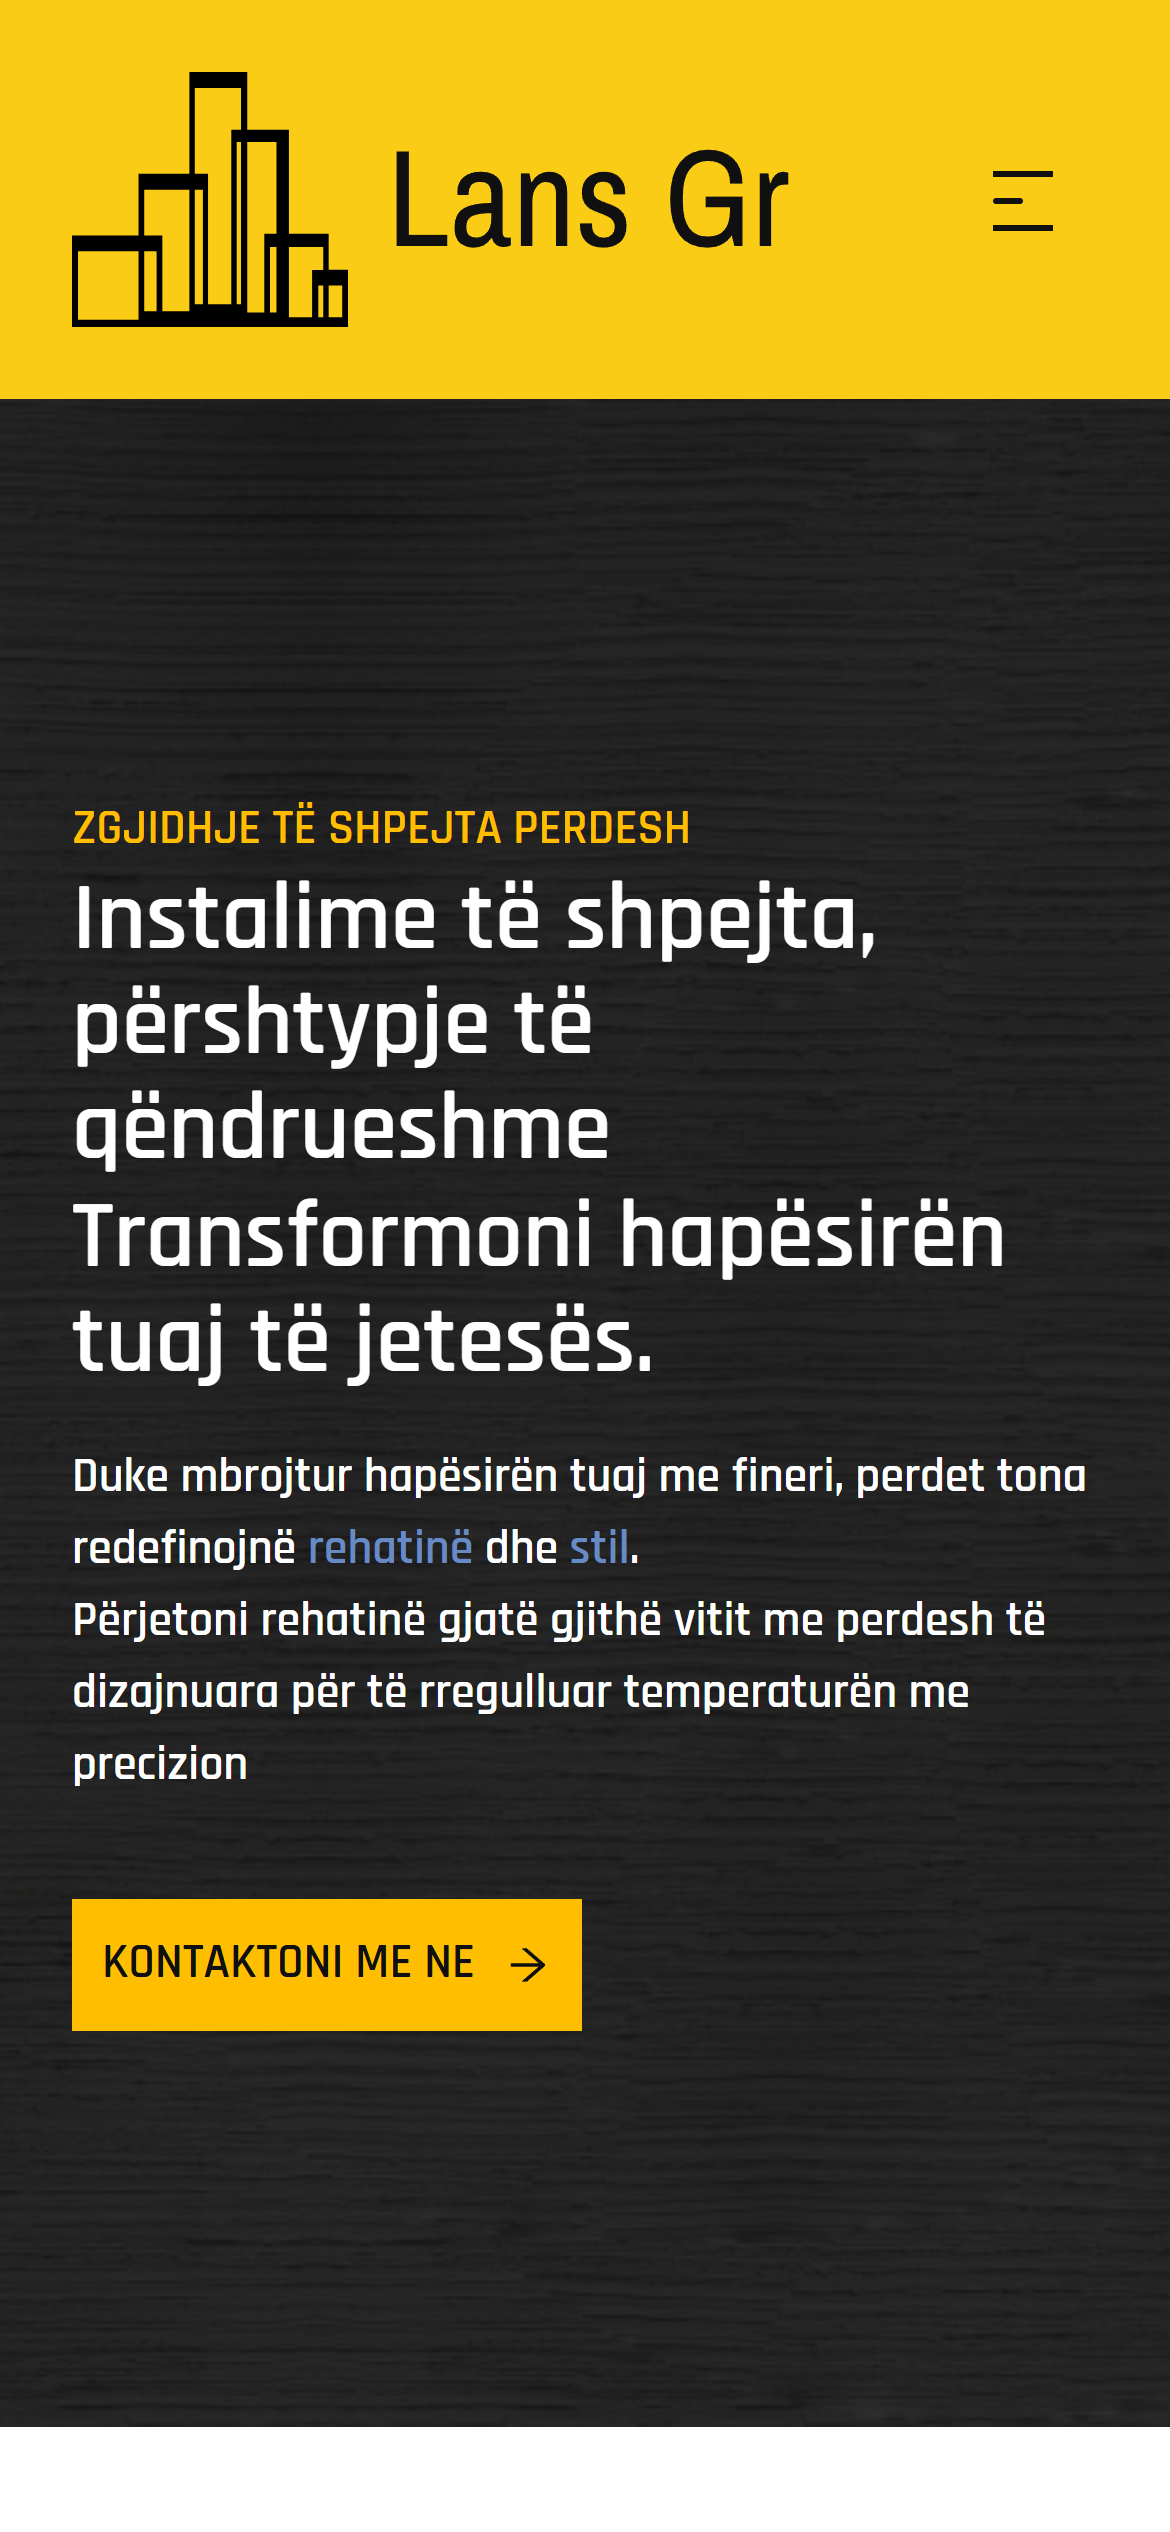 Lans Gr
ZGJIDHJE TË SHPEJTA PERDESH
Instalime të shpejta,
përshtypje të
qëndrueshme
Transformoni hapësirën
tuaj të jetesës.
Duke mbrojtur hapësirën tuaj me fineri, perdet tona
redefinojnë rehatinë dhe stil.
Përjetoni rehatinë gjatë gjithë vitit me perdesh të
dizajnuara për të rregulluar temperaturën me
precizion
KONTAKTONI ME NE